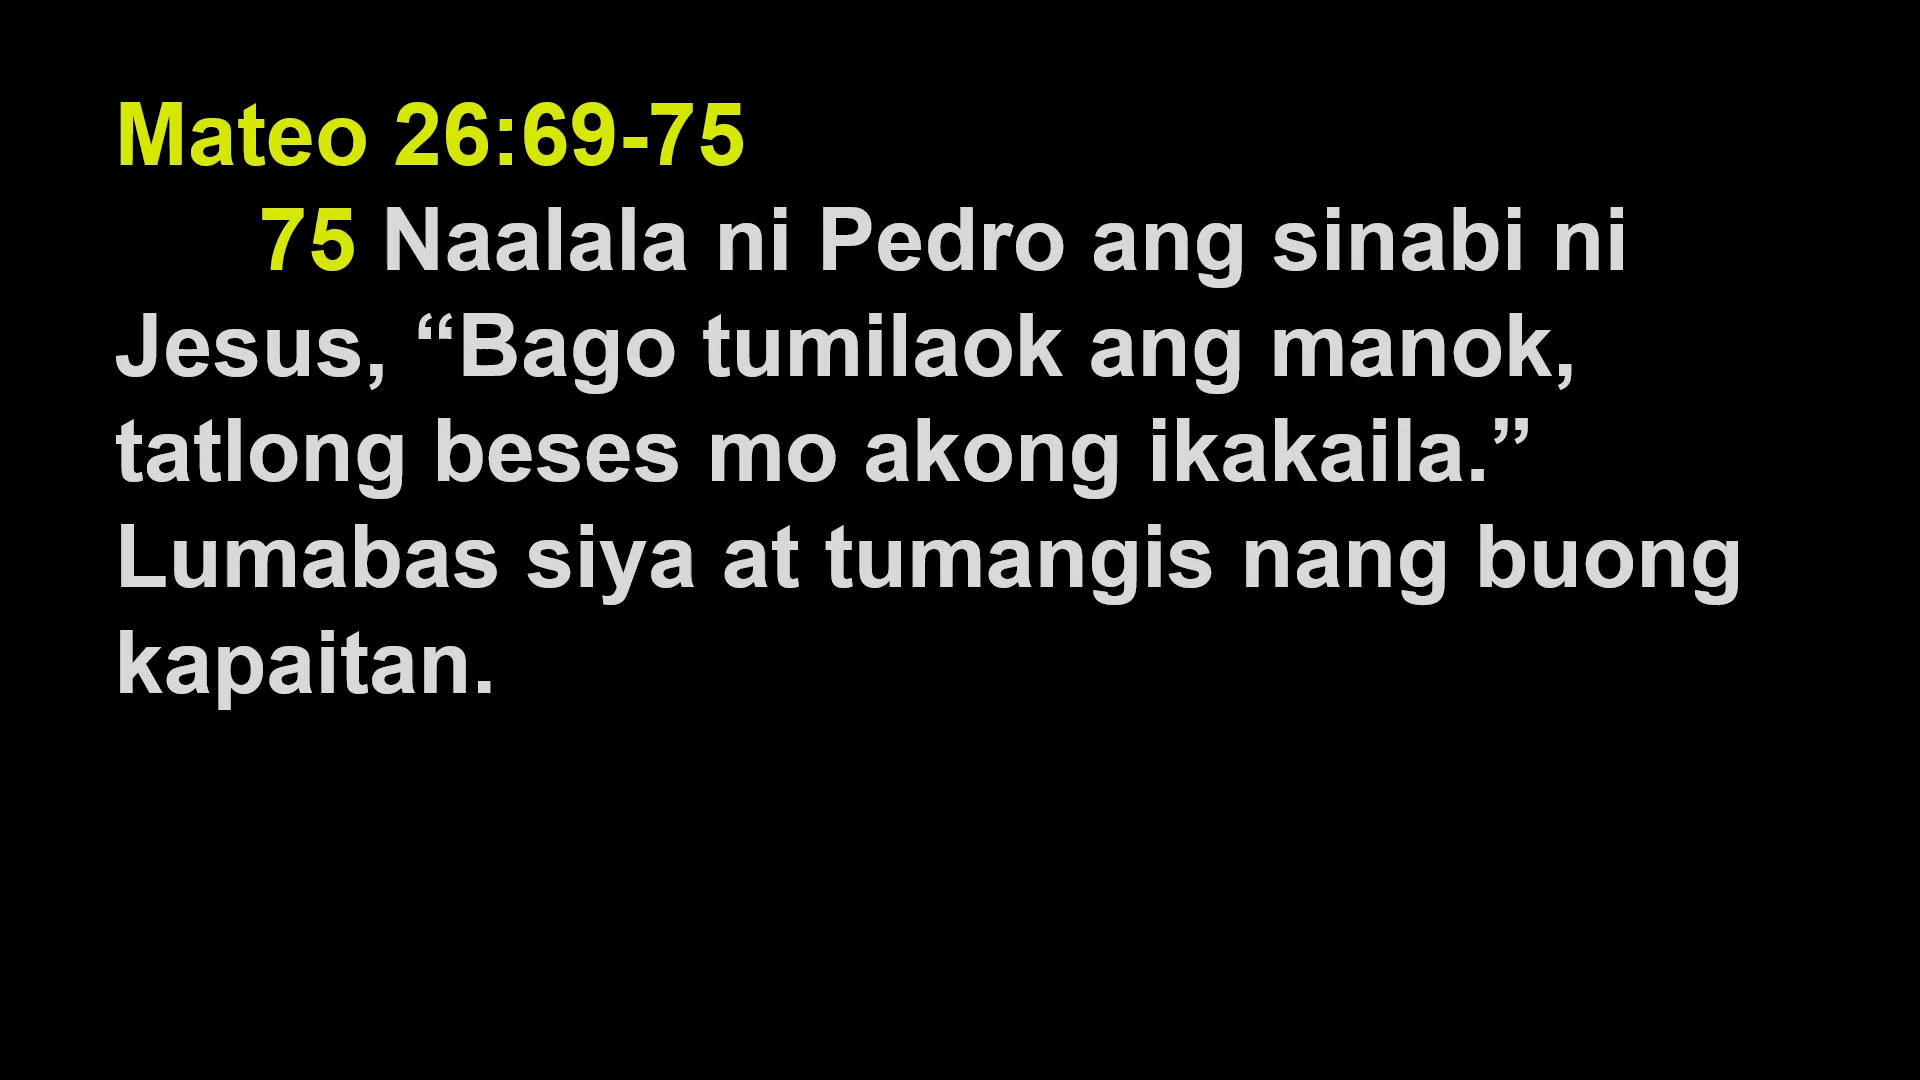 Mateo 26:69-75
75 Naalala ni Pedro ang sinabi ni
Jesus, “Bago tumilaok ang manok,
tatlong beses mo akong ikakaila.”
Lumabas siya at tumangis nang buong
kapaitan.